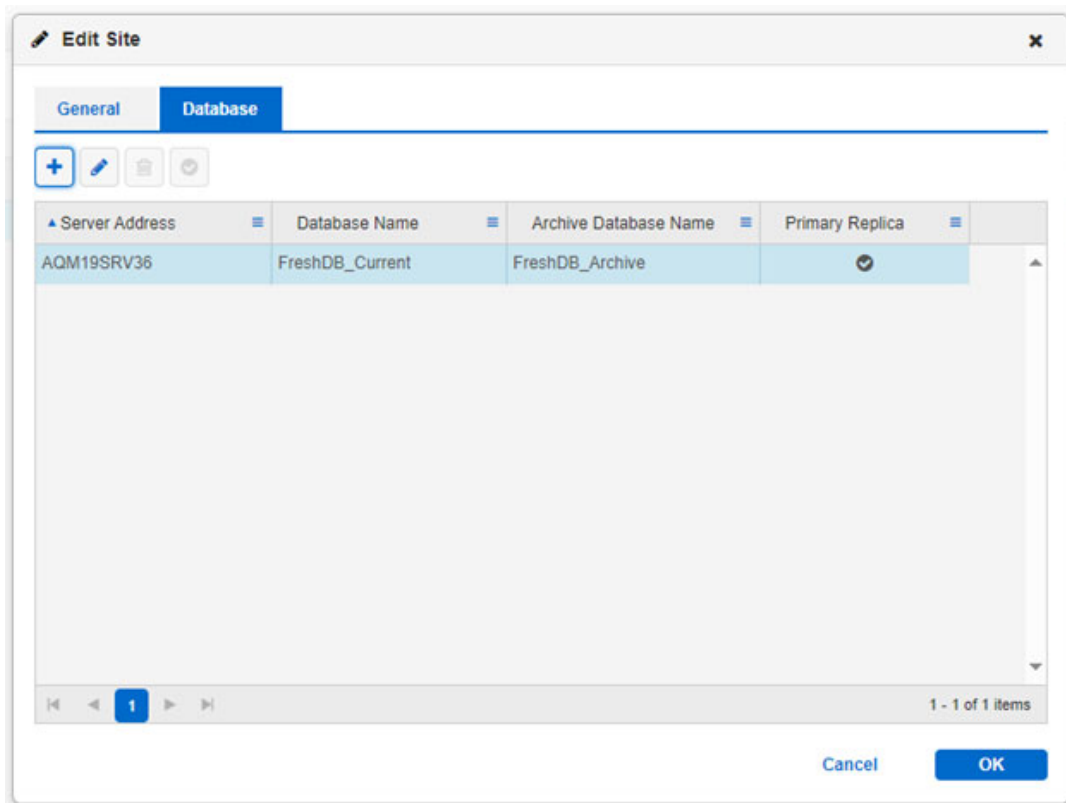 Edit Site
General Database
Server Address Database Name Archive Database Name Primary Replica
AQM19SRV36 FreshDB_Current FreshDB_Archive
1 1 - 1 of 1 items
Cancel OK